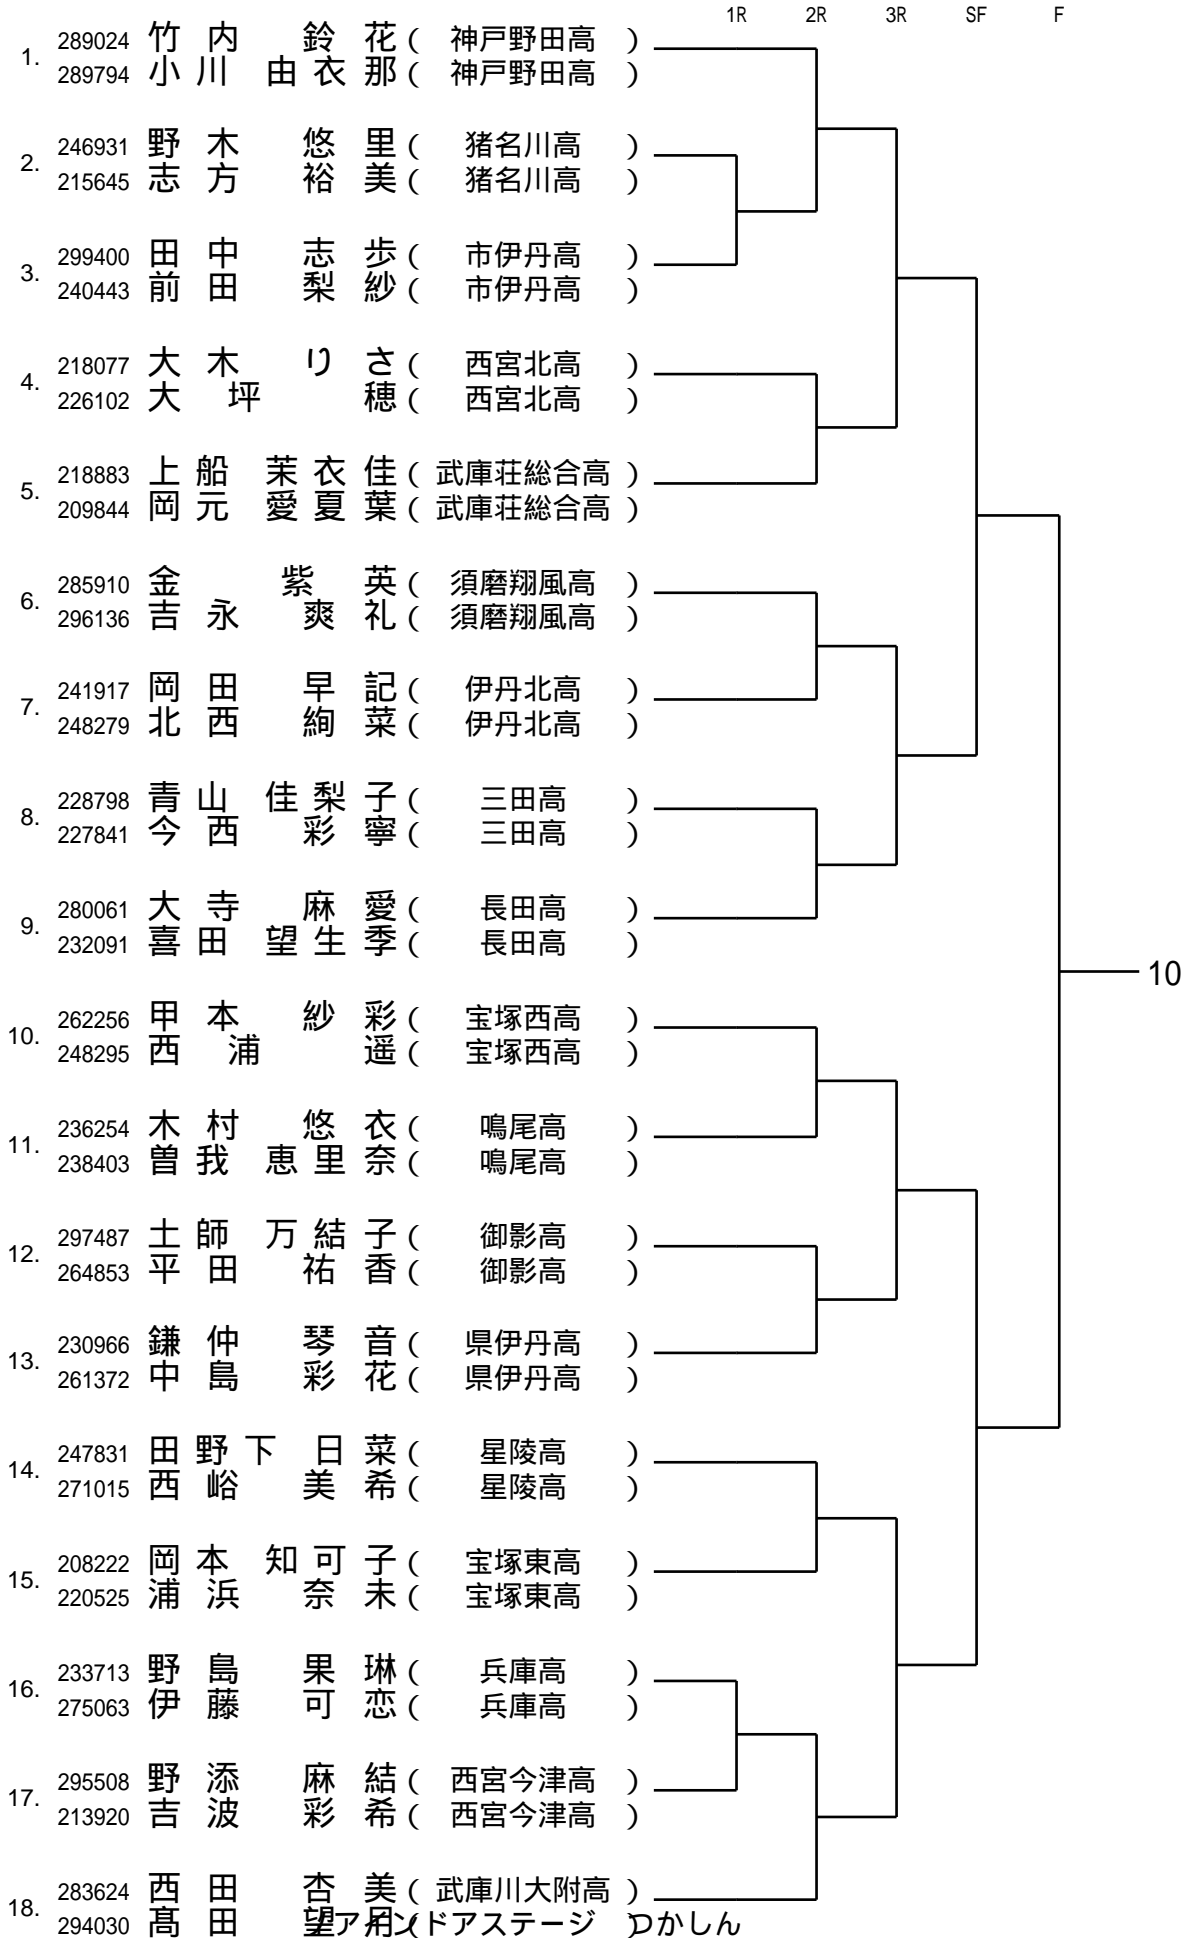 1R 2R 3R SF F
1. 289024 竹内 鈴花 ( 神戸野田高 )
289794 小川 由衣那 ( 神戸野田高 )
2. 246931 野木 悠里 ( 猪名川高 )
215645 志方 裕美 ( 猪名川高 )
3. 299400 田中 志歩 ( 市伊丹高 )
240443 前田 梨紗 ( 市伊丹高 )
4. 218077 大木 りさ ( 西宮北高 )
226102 大坪 穂 ( 西宮北高 )
5. 218883 上船 茉衣佳 ( 武庫荘総合高 )
209844 岡元 愛夏葉 ( 武庫荘総合高 )
6. 285910 金 紫英 ( 須磨翔風高 )
296136 吉永 爽礼 ( 須磨翔風高 )
7. 241917 岡田 早記 ( 伊丹北高 )
248279 北西 絢菜 ( 伊丹北高 )
8. 228798 青山 佳梨子 ( 三田高 )
227841 今西 彩寧 ( 三田高 )
9. 280061 大寺 麻愛 ( 長田高 )
232091 喜田 望生季 ( 長田高 )
10
10. 262256 甲本 紗彩 ( 宝塚西高 )
248295 西浦 遥 ( 宝塚西高 )
11. 236254 木村 悠衣 ( 鳴尾高 )
238403 曽我 恵里奈 ( 鳴尾高 )
12. 297487 土師 万結子 ( 御影高 )
264853 平田 祐香 ( 御影高 )
13. 230966 鎌仲 琴音 ( 県伊丹高 )
261372 中島 彩花 ( 県伊丹高 )
14. 247831 田野下 日菜 ( 星陵高 )
271015 西峪 美希 ( 星陵高 )
15. 208222 岡本 知可子 ( 宝塚東高 )
220525 浦浜 奈未 ( 宝塚東高 )
16. 233713 野島 果琳 ( 兵庫高 )
275063 伊藤 可恋 ( 兵庫高 )
17. 295508 野添 麻結 ( 西宮今津高 )
213920 吉波 彩希 ( 西宮今津高 )
18. 283624 西田 杏美 ( 武庫川大附高 )
294030 髙田 望月 ( )
ノアインドアステージ つかしん